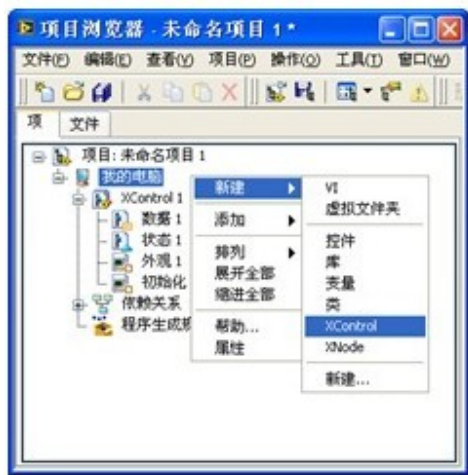 项目浏览器 - 未命名项目 1 *
文件(F) 编辑(E) 查看(V) 项目(P) 操作(O) 工具(T) 窗口(W)
项 文件
项目: 未命名项目 1
我的电脑
XControl 1
数据 1
状态 1
外观 1
初始化
依赖关系
程序生成规
新建
添加
排列
展开全部
缩进全部
帮助...
属性
VI
虚拟文件夹
控件
库
变量
类
XControl
XNode
新建...